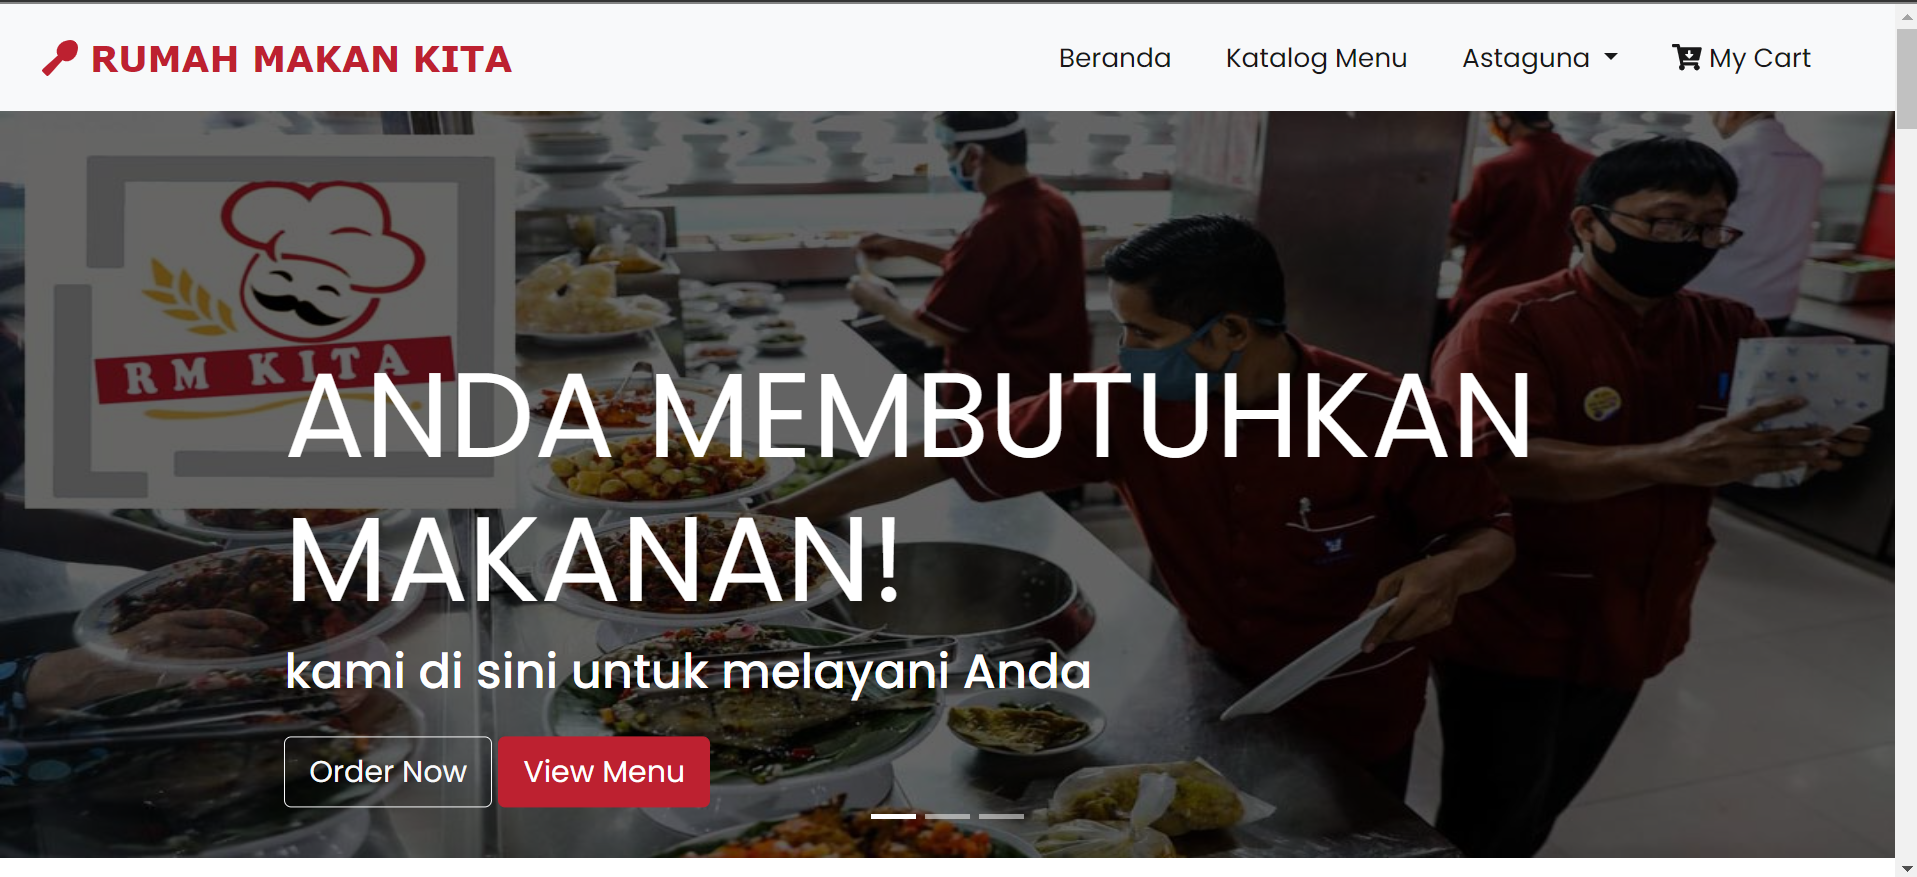 RUMAH MAKAN KITA
Beranda
Katalog Menu
Astaguna
My Cart
RM KITA
ANDA MEMBUTUHKAN
MAKANAN!
kami di sini untuk melayani Anda
Order Now
View Menu